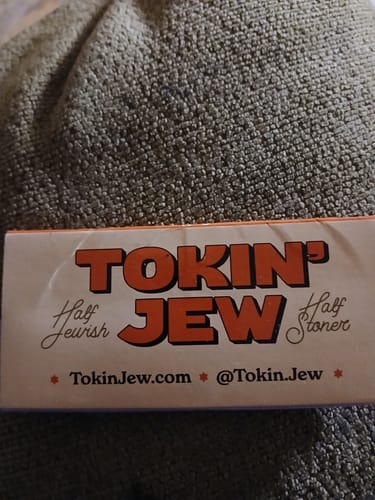 TOKIN'
Half JEW Half
Jewish Stoner
TokinJew.com * @Tokin.Jew